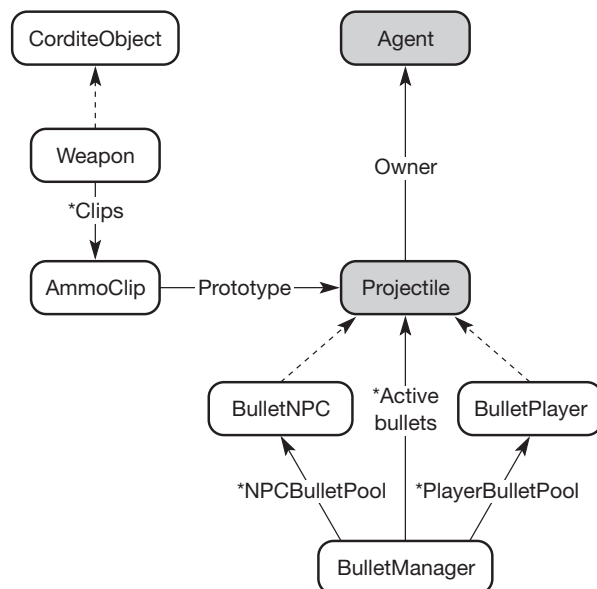 CorditeObject
Agent
Weapon
Owner
*Clips
AmmoClip
Prototype
Projectile
*Active
bullets
BulletNPC
BulletPlayer
*NPCBulletPool
*PlayerBulletPool
BulletManager